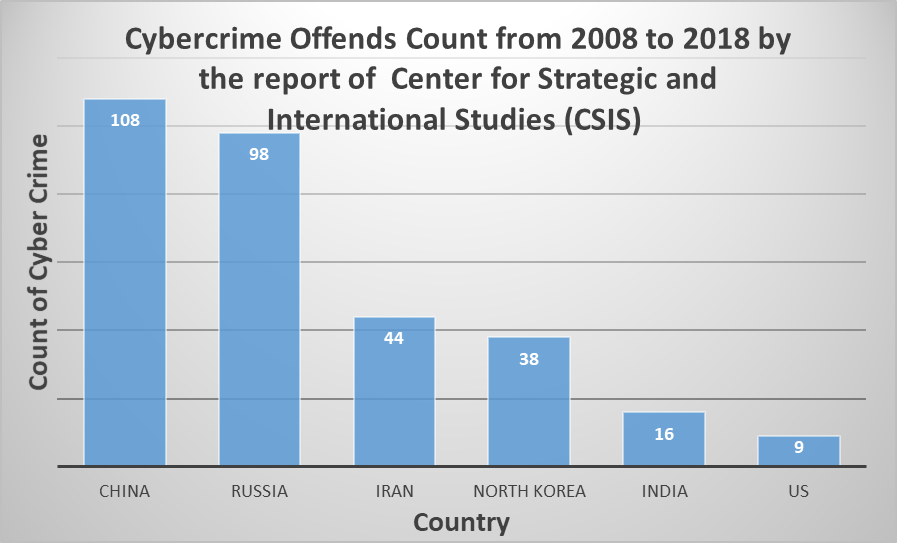 Cybercrime Offends Count from 2008 to 2018 by
the report of  Center for Strategic and
International Studies (CSIS)
Count of Cyber Crime
108
98
44
38
16
9
CHINA
RUSSIA
IRAN
NORTH KOREA
INDIA
US
Country